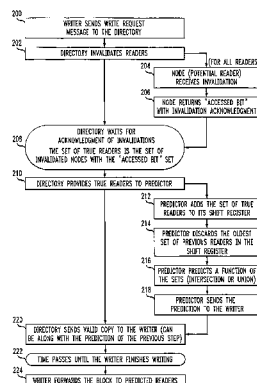 200
WRITER SENDS WRITE REQUEST
MESSAGE TO THE DIRECTORY
202
DIRECTORY INVALIDATES READERS
(FOR ALL READERS)
204
NODE (POTENTIAL READER)
RECEIVES INVALIDATION
206
NODE RETURNS "ACCESSED BIT"
WITH INVALIDATION ACKNOWLEDGMENT
208
DIRECTORY WAITS FOR
ACKNOWLEDGMENT OF INVALIDATIONS
THE SET OF TRUE READERS IS THE SET OF
INVALIDATED NODES WITH THE "ACCESSED BIT" SET
210
DIRECTORY PROVIDES TRUE READERS TO PREDICTOR
212
PREDICTOR ADDS THE SET OF TRUE
READERS TO ITS SHIFT REGISTER
214
PREDICTOR DISCARDS THE OLDEST
SET OF PREVIOUS READERS IN THE
SHIFT REGISTER
216
PREDICTOR PREDICTS A FUNCTION OF
THE SETS (INTERSECTION OR UNION)
218
PREDICTOR SENDS THE
PREDICTION TO THE WRITER
220
DIRECTORY SENDS VALID COPY TO THE WRITER (CAN
BE ALONG WITH THE PREDICTION OF THE PREVIOUS STEP)
222
TIME PASSES UNTIL THE WRITER FINISHES WRITING
224
WRITER FORWARDS THE BLOCK TO PREDICTED READERS